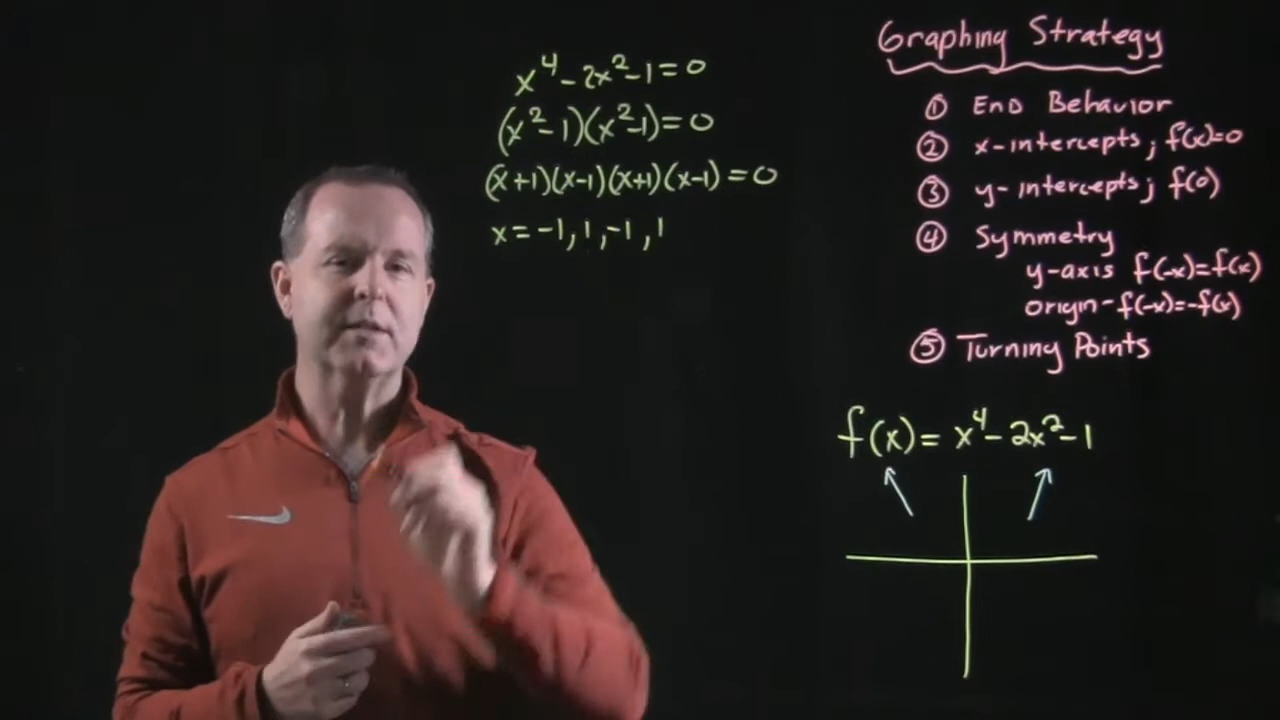 x⁴-2x²-1=0
(x²-1)(x²-1)=0
(x+1)(x-1)(x+1)(x-1)=0
x=-1,1,-1,1
Graphing Strategy
① End Behavior
② x-intercepts; f(x)=0
③ y-intercepts; f(0)
④ Symmetry
y-axis f(-x)=f(x)
origin-f(-x)=-f(x)
⑤ Turning Points
f(x)=x⁴-2x²-1